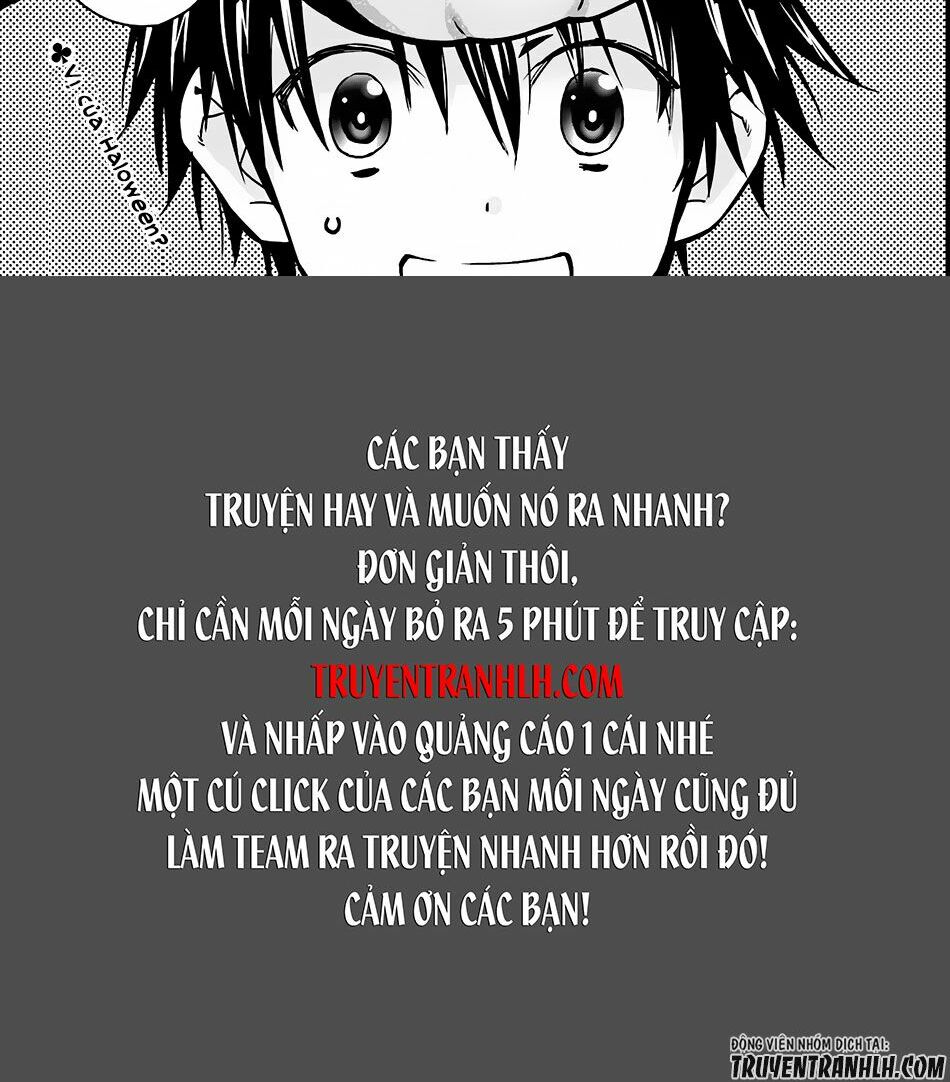 ♣Vị của Haloween?
CÁC BẠN THẤY
TRUYỆN HAY VÀ MUỐN NÓ RA NHANH?
ĐƠN GIẢN THÔI,
CHỈ CẦN MỖI NGÀY BỎ RA 5 PHÚT ĐỂ TRUY CẬP:
TRUYENTRANHLH.COM
VÀ NHẤP VÀO QUẢNG CÁO 1 CÁI NHÉ
MỘT CÚ CLICK CỦA CÁC BẠN MỖI NGÀY CŨNG ĐỦ
LÀM TEAM RA TRUYỆN NHANH HƠN RỒI ĐÓ!
CẢM ƠN CÁC BẠN!
ĐỘNG VIÊN NHÓM DỊCH TẠI:
TRUYENTRANHLH.COM